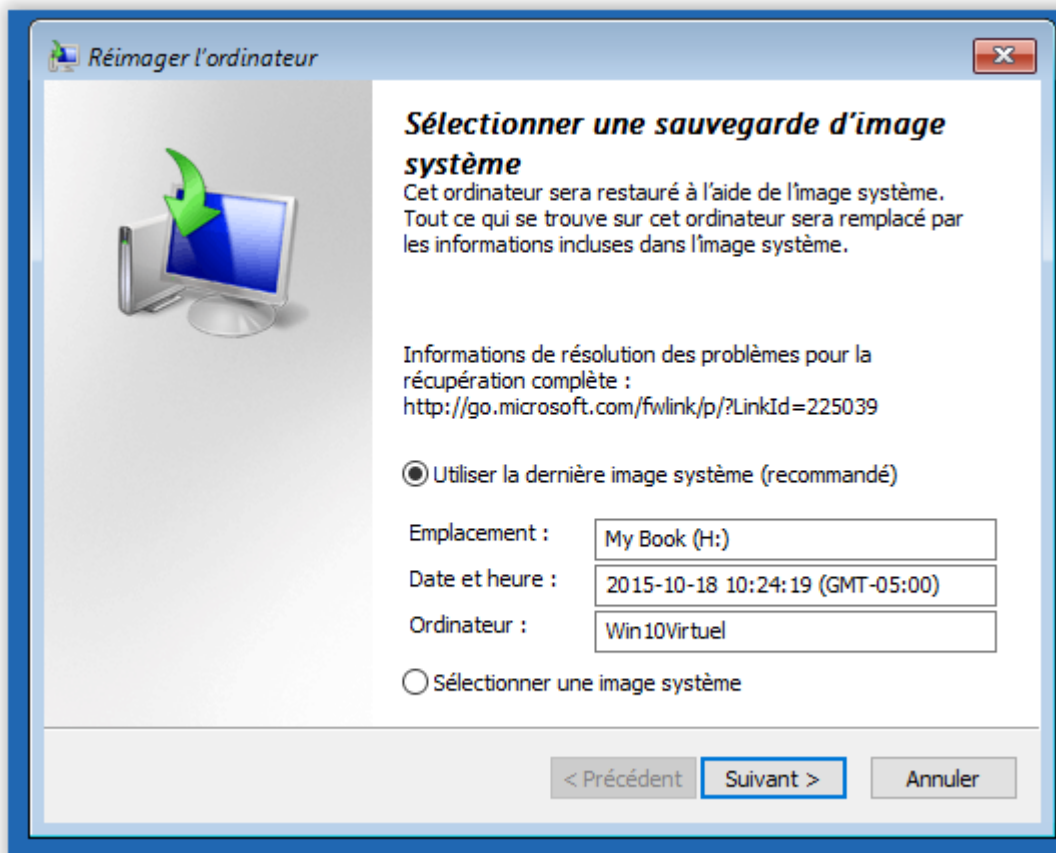 Réimager l'ordinateur
Sélectionner une sauvegarde d'image
système
Cet ordinateur sera restauré à l'aide de l'image système.
Tout ce qui se trouve sur cet ordinateur sera remplacé par
les informations incluses dans l'image système.
Informations de résolution des problèmes pour la
récupération complète :
http://go.microsoft.com/fwlink/p/?LinkId=225039
Utiliser la dernière image système (recommandé)
Emplacement : My Book (H:)
Date et heure : 2015-10-18 10:24:19 (GMT-05:00)
Ordinateur : Win10Virtuel
Sélectionner une image système
< Précédent Suivant > Annuler